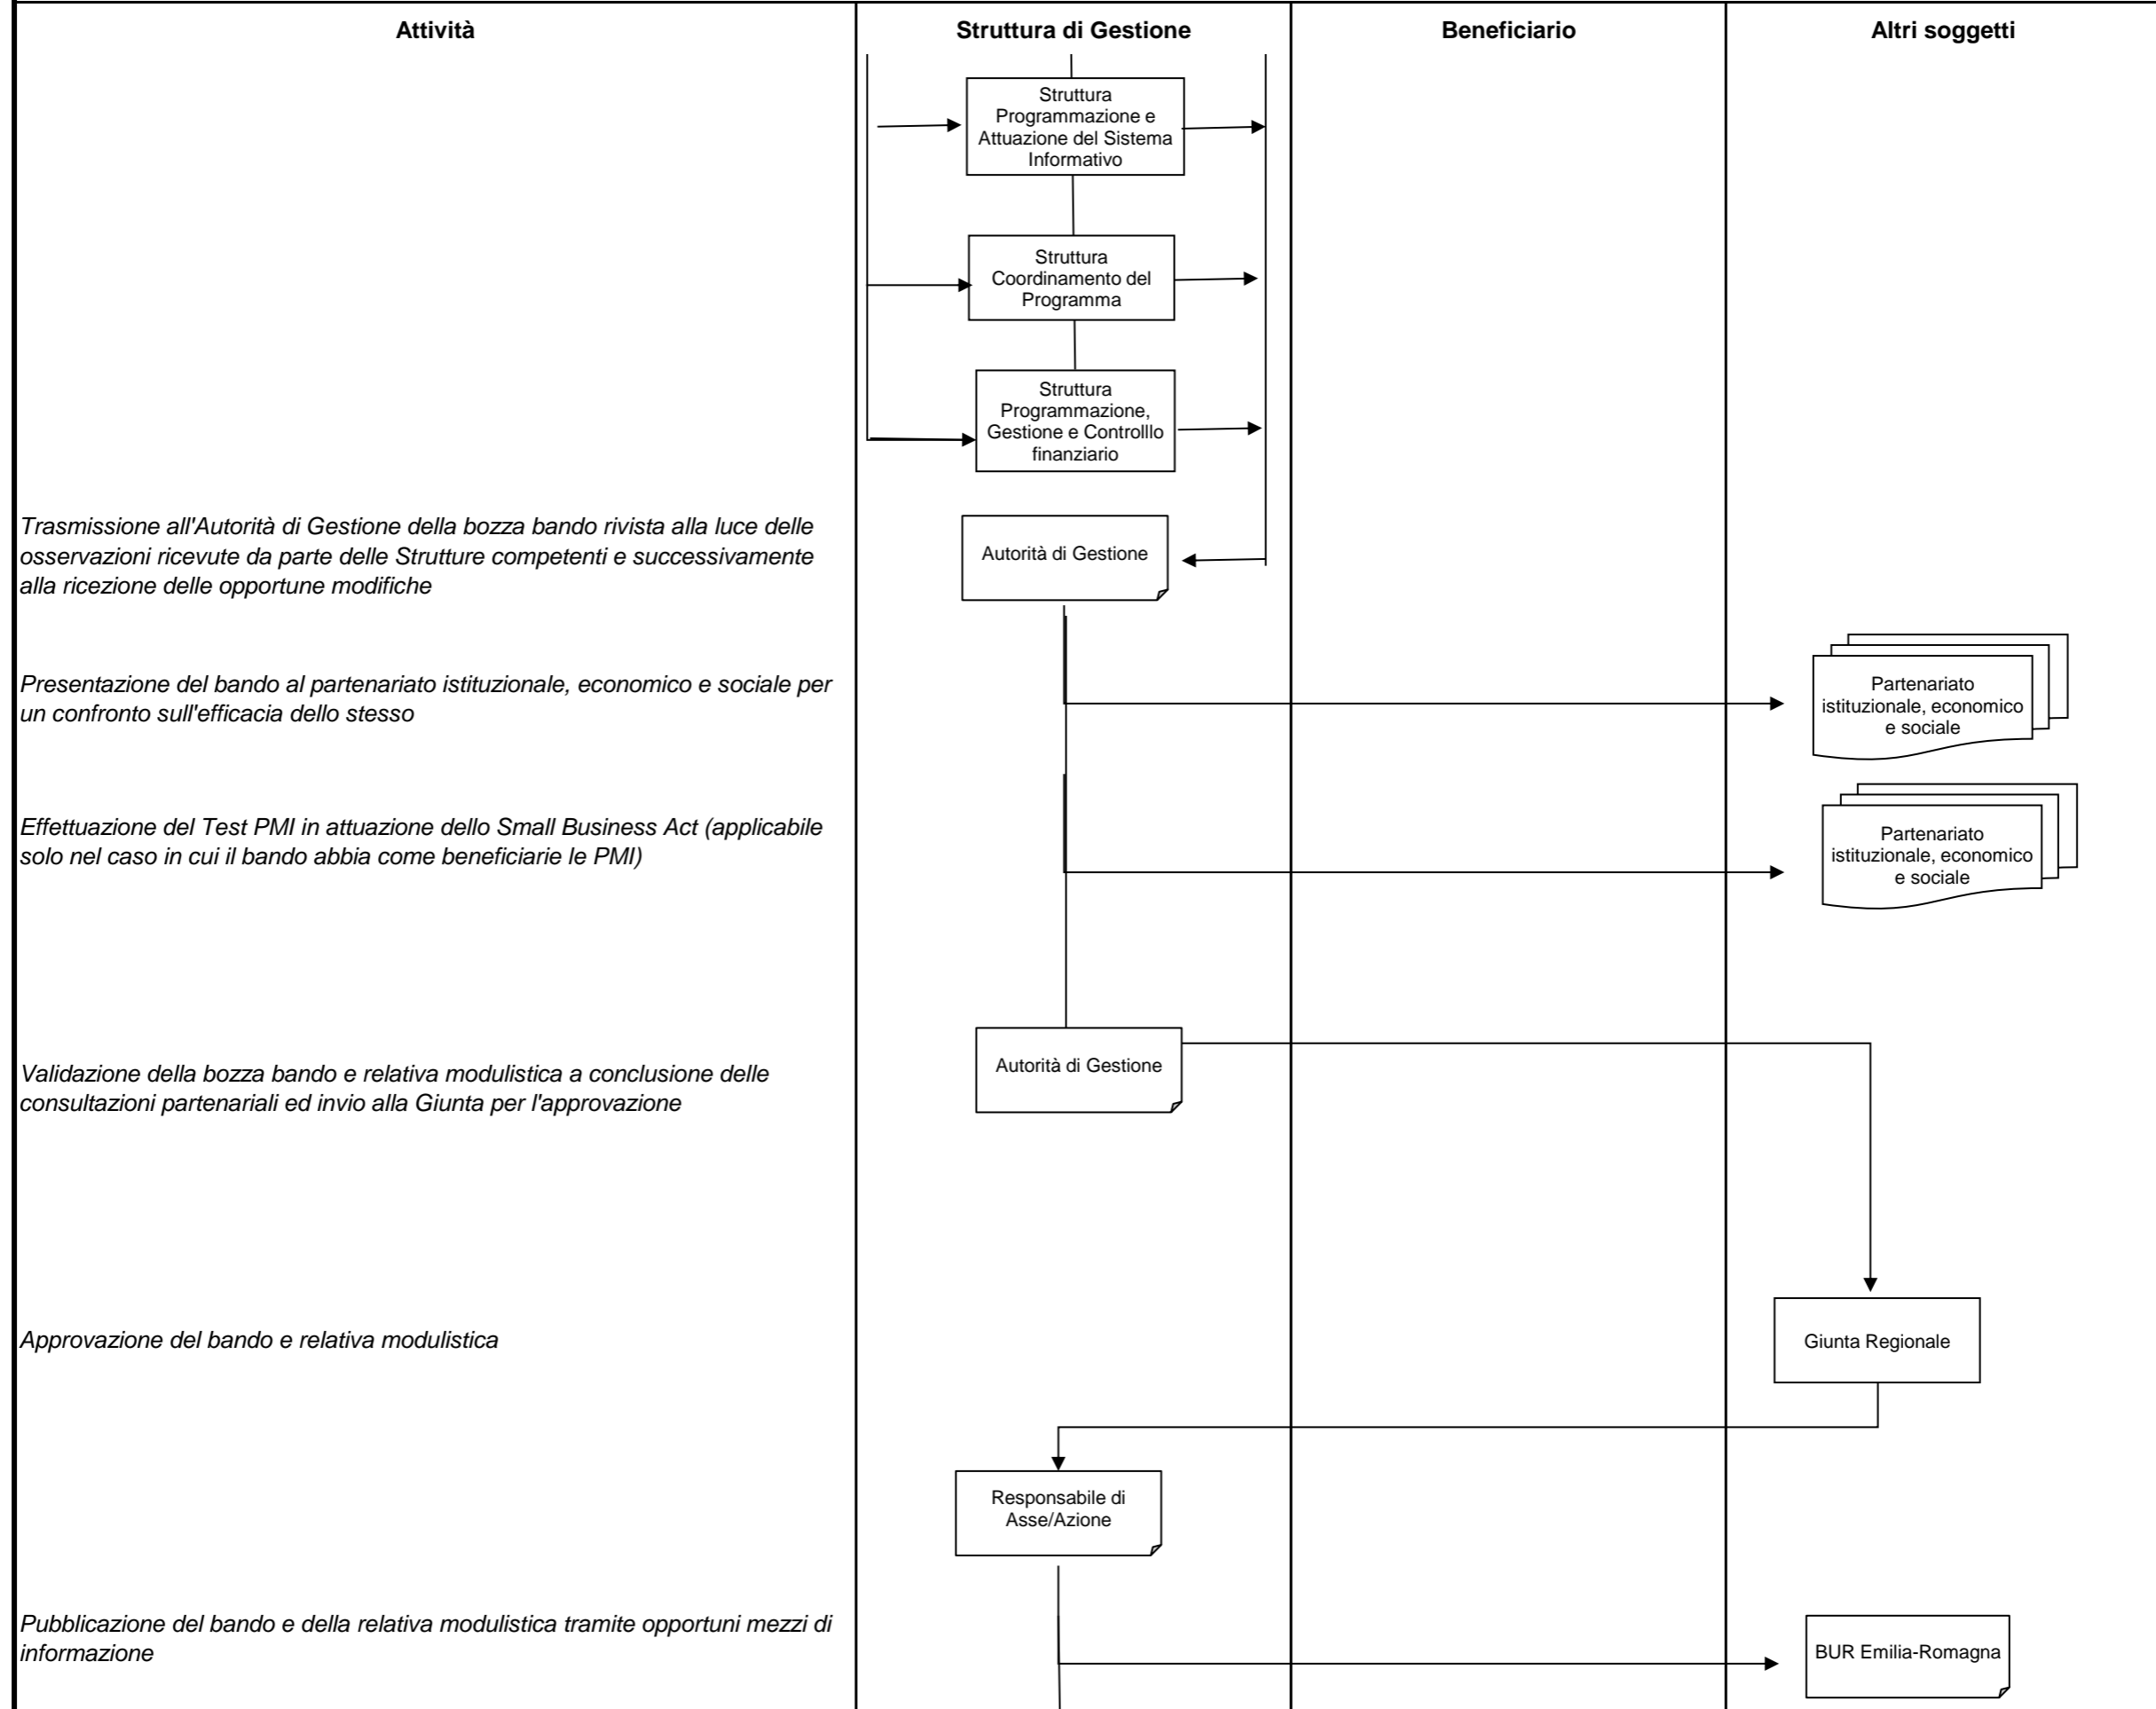 Attività
Struttura di Gestione
Beneficiario
Altri soggetti
Struttura
Programmazione e
Attuazione del Sistema
Informativo
Struttura
Coordinamento del
Programma
Struttura
Programmazione,
Gestione e Controlllo
finanziario
Trasmissione all'Autorità di Gestione della bozza bando rivista alla luce delle
osservazioni ricevute da parte delle Strutture competenti e successivamente
alla ricezione delle opportune modifiche
Autorità di Gestione
Presentazione del bando al partenariato istituzionale, economico e sociale per
un confronto sull'efficacia dello stesso
Partenariato
istituzionale, economico
e sociale
Effettuazione del Test PMI in attuazione dello Small Business Act (applicabile
solo nel caso in cui il bando abbia come beneficiarie le PMI)
Partenariato
istituzionale, economico
e sociale
Validazione della bozza bando e relativa modulistica a conclusione delle
consultazioni partenariali ed invio alla Giunta per l'approvazione
Autorità di Gestione
Approvazione del bando e relativa modulistica
Giunta Regionale
Responsabile di
Asse/Azione
Pubblicazione del bando e della relativa modulistica tramite opportuni mezzi di
informazione
BUR Emilia-Romagna